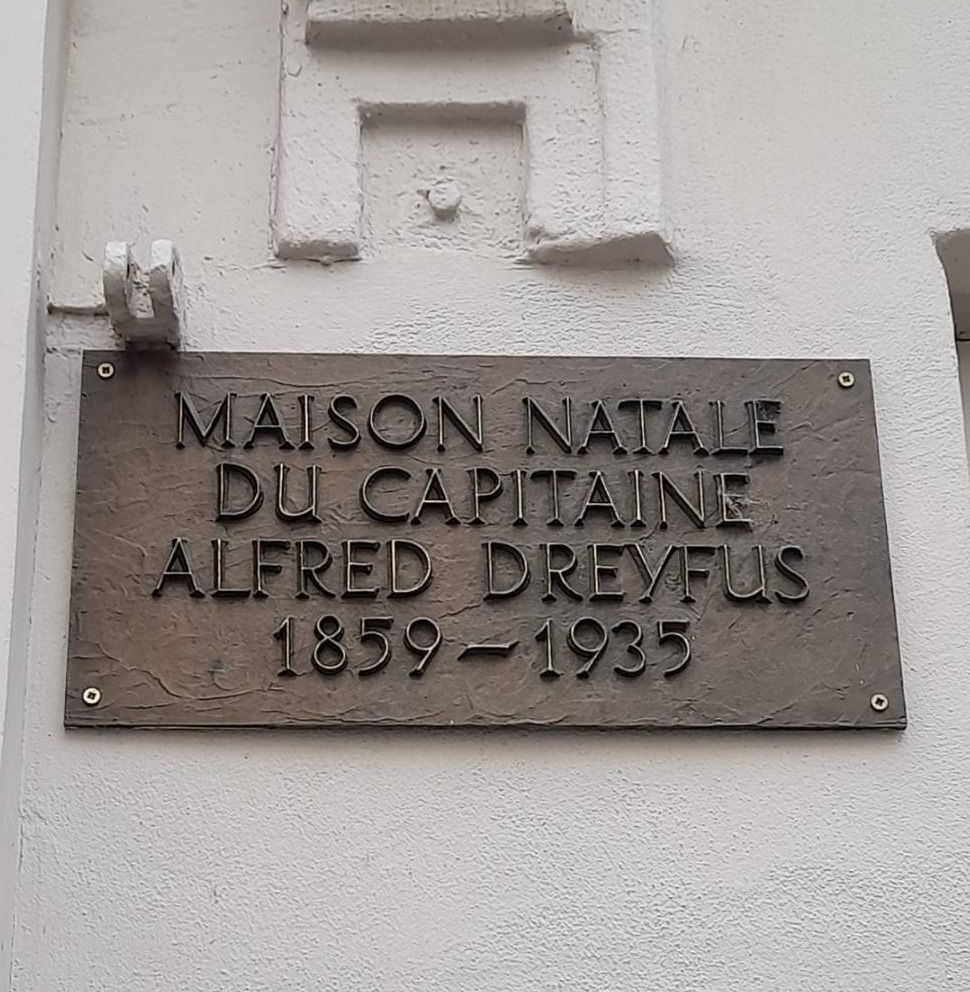 MAISON NATALE
DU CAPITAINE
ALFRED DREYFUS
1859 – 1935